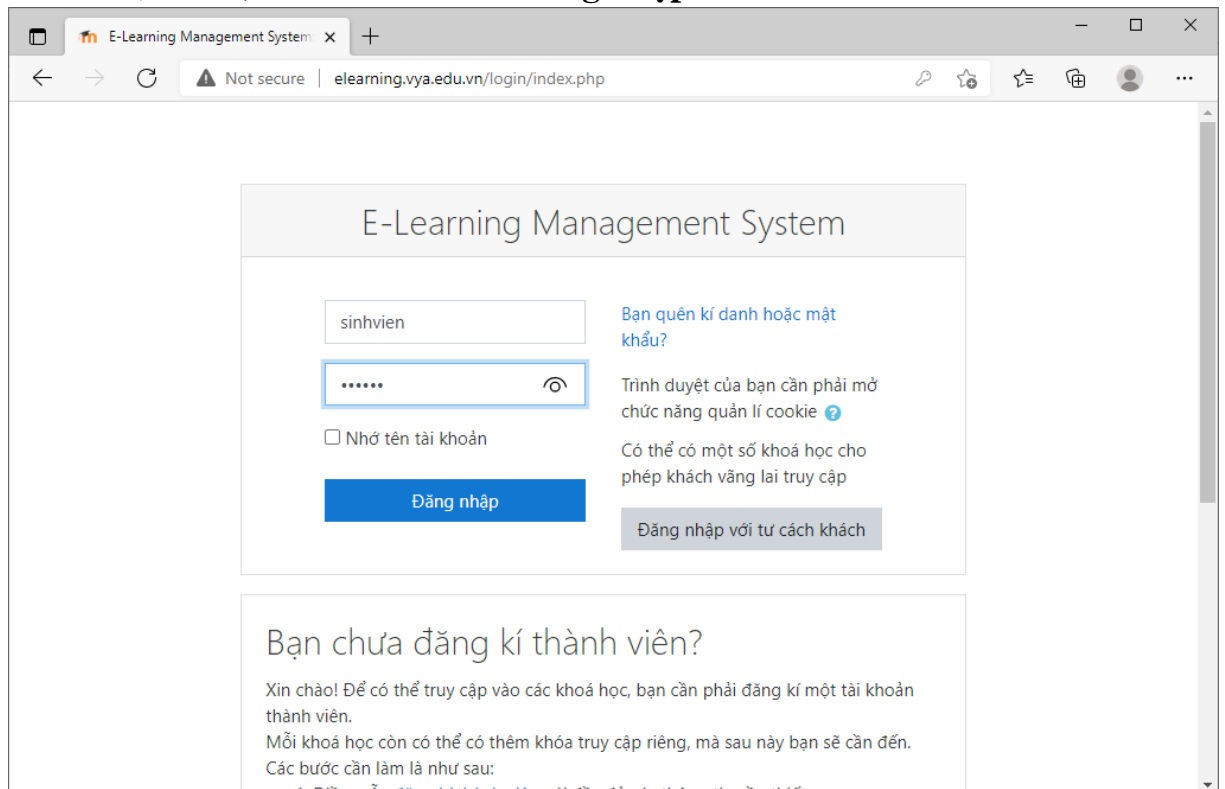 E-Learning Management System
Not secure | elearning.vya.edu.vn/login/index.php
E-Learning Management System
sinhvien
••••••
Nhớ tên tài khoản
Đăng nhập
Bạn quên kí danh hoặc mật
khẩu?
Trình duyệt của bạn cần phải mở
chức năng quản lí cookie
Có thể có một số khoá học cho
phép khách vãng lai truy cập
Đăng nhập với tư cách khách
Bạn chưa đăng kí thành viên?
Xin chào! Để có thể truy cập vào các khoá học, bạn cần phải đăng kí một tài khoản
thành viên.
Mỗi khoá học còn có thể có thêm khóa truy cập riêng, mà sau này bạn sẽ cần đến.
Các bước cần làm là như sau: